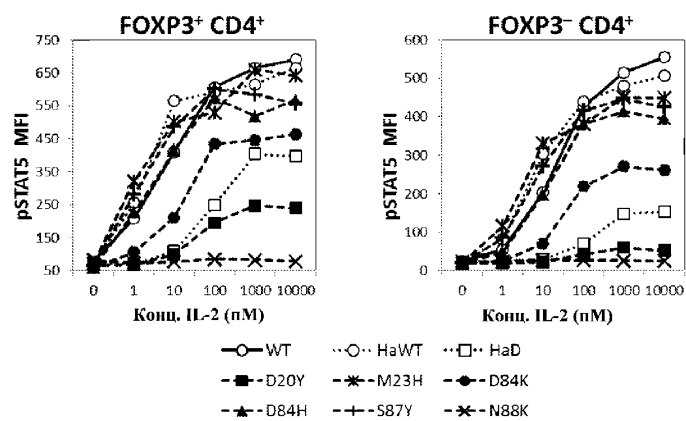 FOXP3⁺ CD4⁺
FOXP3⁻ CD4⁺
pSTAT5 MFI
750
650
550
450
350
250
150
50
0 1 10 100 1000 10000
Конц. IL-2 (пМ)
pSTAT5 MFI
600
500
400
300
200
100
0
0 1 10 100 1000 10000
Конц. IL-2 (пМ)
WT HaWT HaD
D20Y M23H D84K
D84H S87Y N88K